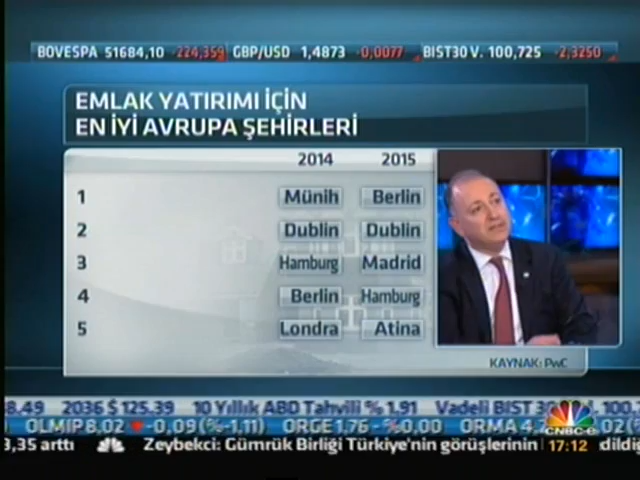 BOVESPA 51684,10 -224,359 GBP/USD 1,4873 -0,0077 BIST30 V. 100,725 -2,3250
EMLAK YATIRIMI İÇİN
EN İYİ AVRUPA ŞEHİRLERİ
2014 2015
1 Münih Berlin
2 Dublin Dublin
3 Hamburg Madrid
4 Berlin Hamburg
5 Londra Atina
KAYNAK: PwC
8.49 2036 $ 125.39 10 Yıllık ABD Tahvili % 1.91 Vadeli BIST 30
OLMIP 8,02 -0,09 (%-1,11) ORGE 1.76 - %0,00 ORMA 4,
CNBC-e
3,35 arttı Zeybekci: Gümrük Birliği Türkiye'nin görüşlerinin 17:12